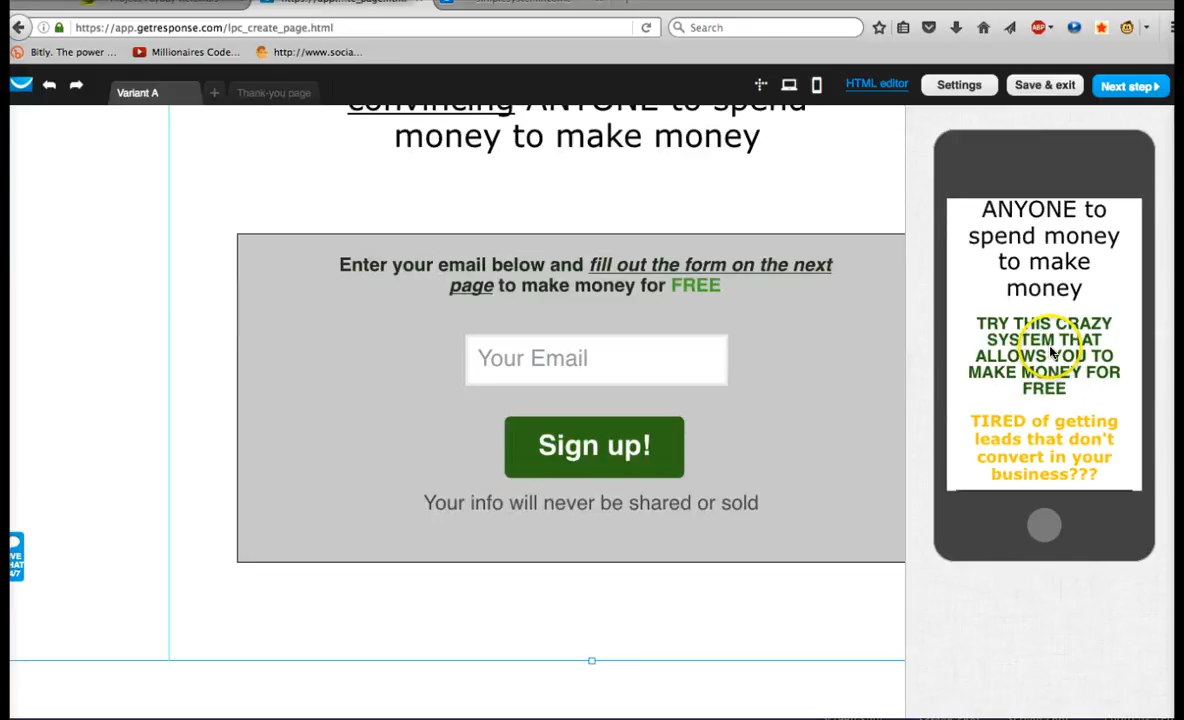 https://app.getresponse.com/lpc_create_page.html
Search
Bitly. The power ...
Millionaires Code...
http://www.socia...
Variant A
+
Thank-you page
HTML editor
Settings
Save & exit
Next step
convincing ANYONE to spend
money to make money
Enter your email below and fill out the form on the next
page to make money for FREE
Your Email
Sign up!
Your info will never be shared or sold
ANYONE to
spend money
to make
money
TRY THIS CRAZY
SYSTEM THAT
ALLOWS YOU TO
MAKE MONEY FOR
FREE
TIRED of getting
leads that don't
convert in your
business???
ABP